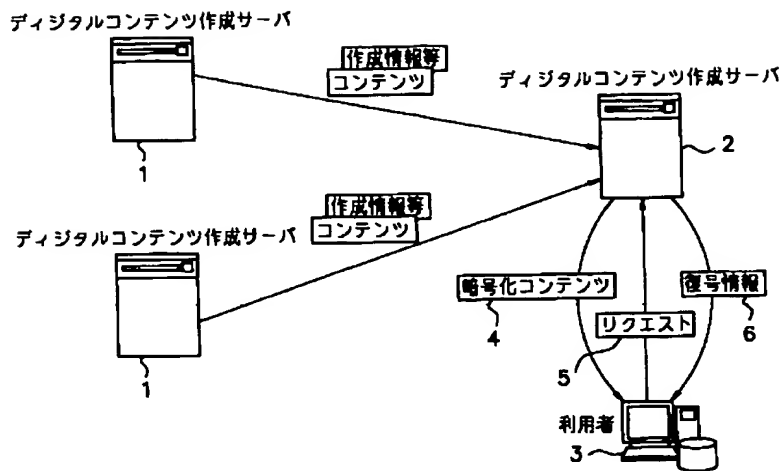 ディジタルコンテンツ作成サーバ
作成情報等
コンテンツ
1
ディジタルコンテンツ作成サーバ
2
ディジタルコンテンツ作成サーバ
作成情報等
コンテンツ
1
暗号化コンテンツ
4
リクエスト
5
復号情報
6
利用者
3